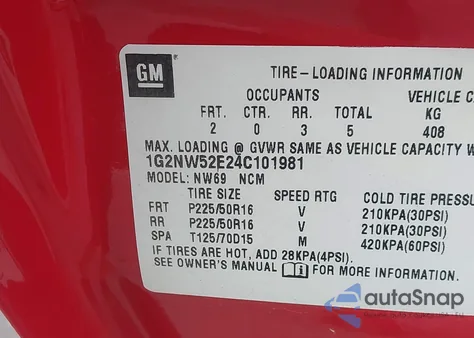 GM
TIRE-LOADING INFORMATION
OCCUPANTS VEHICLE
FRT. CTR. RR. TOTAL KG
2 0 3 5 408
MAX. LOADING @ GVWR SAME AS VEHICLE CAPACITY
1G2NW52E24C101981
MODEL: NW69 NCM
TIRE SIZE SPEED RTG COLD TIRE
FRT P225/50R16 V 210KPA(30PSI)
RR P225/50R16 V 210KPA(30PSI)
SPA T125/70D15 M 420KPA(60PSI)
IF TIRES ARE HOT, ADD 28KPA(4PSI)
SEE OWNER'S MANUAL i FOR MORE INFORMATION
autoSnap